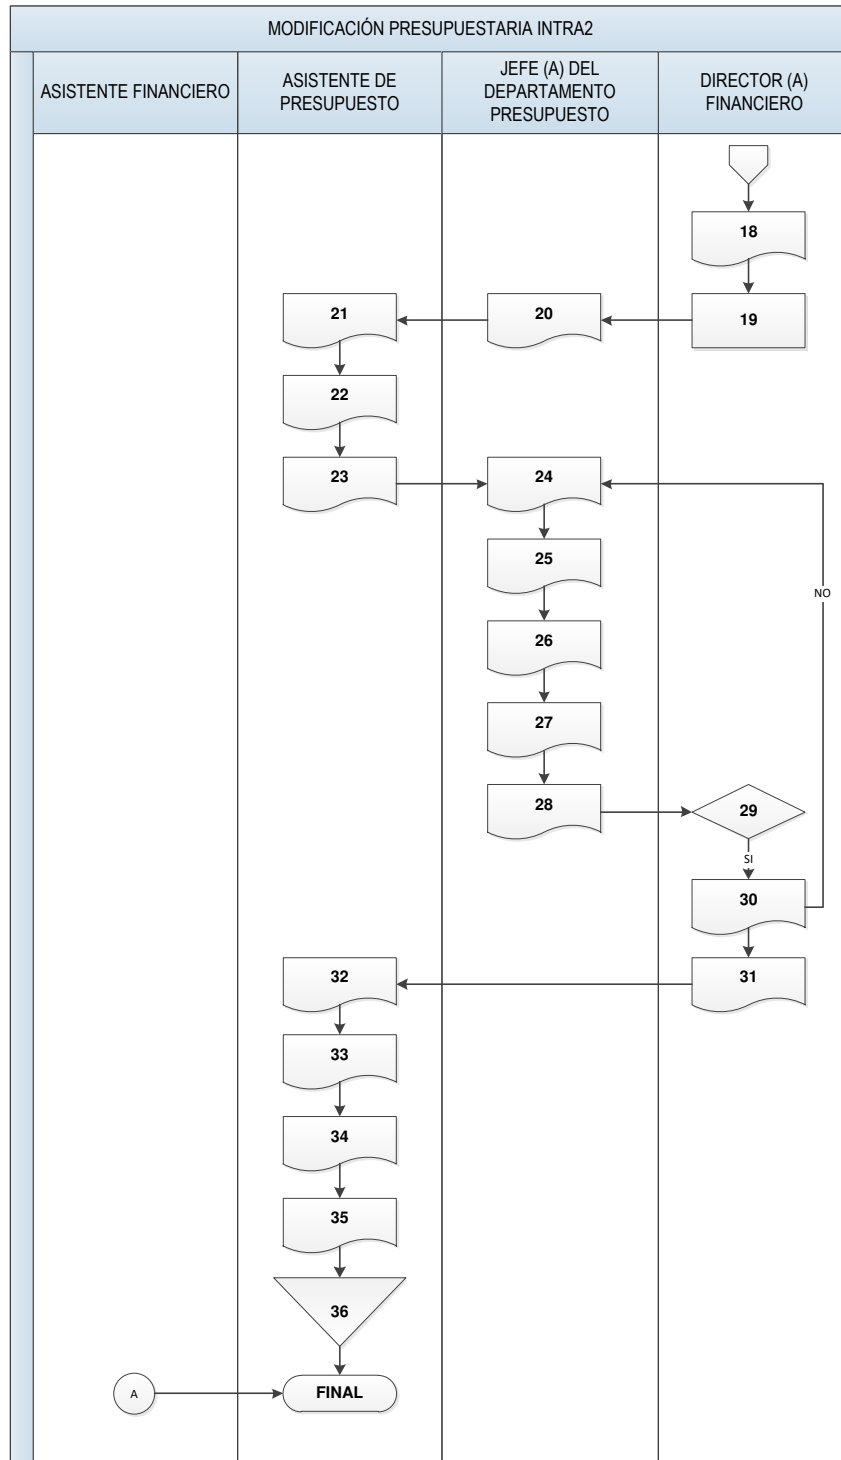 MODIFICACIÓN PRESUPUESTARIA INTRA2
ASISTENTE FINANCIERO
ASISTENTE DE
PRESUPUESTO
JEFE (A) DEL
DEPARTAMENTO
PRESUPUESTO
DIRECTOR (A)
FINANCIERO
18
21
20
19
22
23
24
25
NO
26
27
28
29
SI
30
32
31
33
34
35
36
A
FINAL